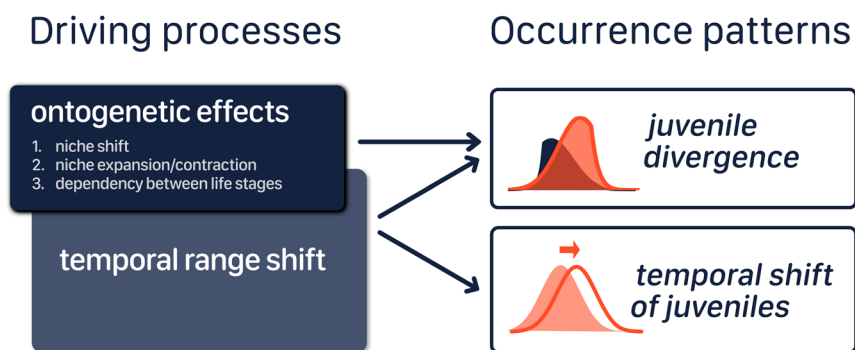 Driving processes
Occurrence patterns
ontogenetic effects
1. niche shift
2. niche expansion/contraction
3. dependency between life stages
temporal range shift
juvenile
divergence
temporal shift
of juveniles